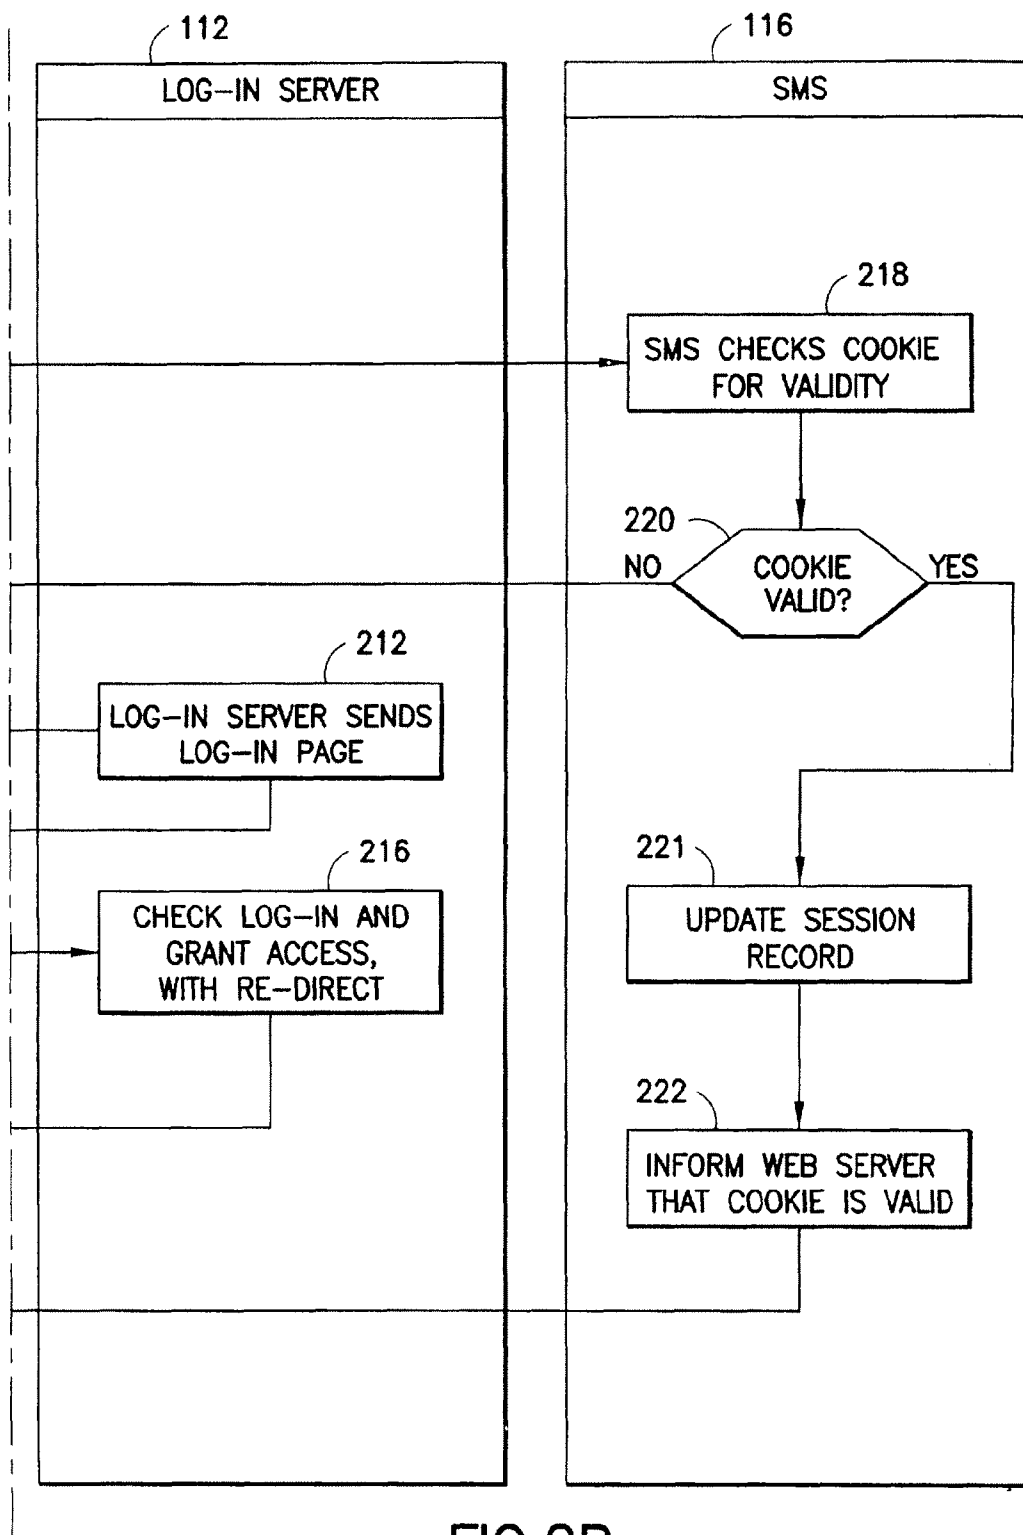 112
LOG-IN SERVER
116
SMS
218
SMS CHECKS COOKIE
FOR VALIDITY
220
NO
COOKIE
VALID?
YES
212
LOG-IN SERVER SENDS
LOG-IN PAGE
216
CHECK LOG-IN AND
GRANT ACCESS,
WITH RE-DIRECT
221
UPDATE SESSION
RECORD
222
INFORM WEB SERVER
THAT COOKIE IS VALID